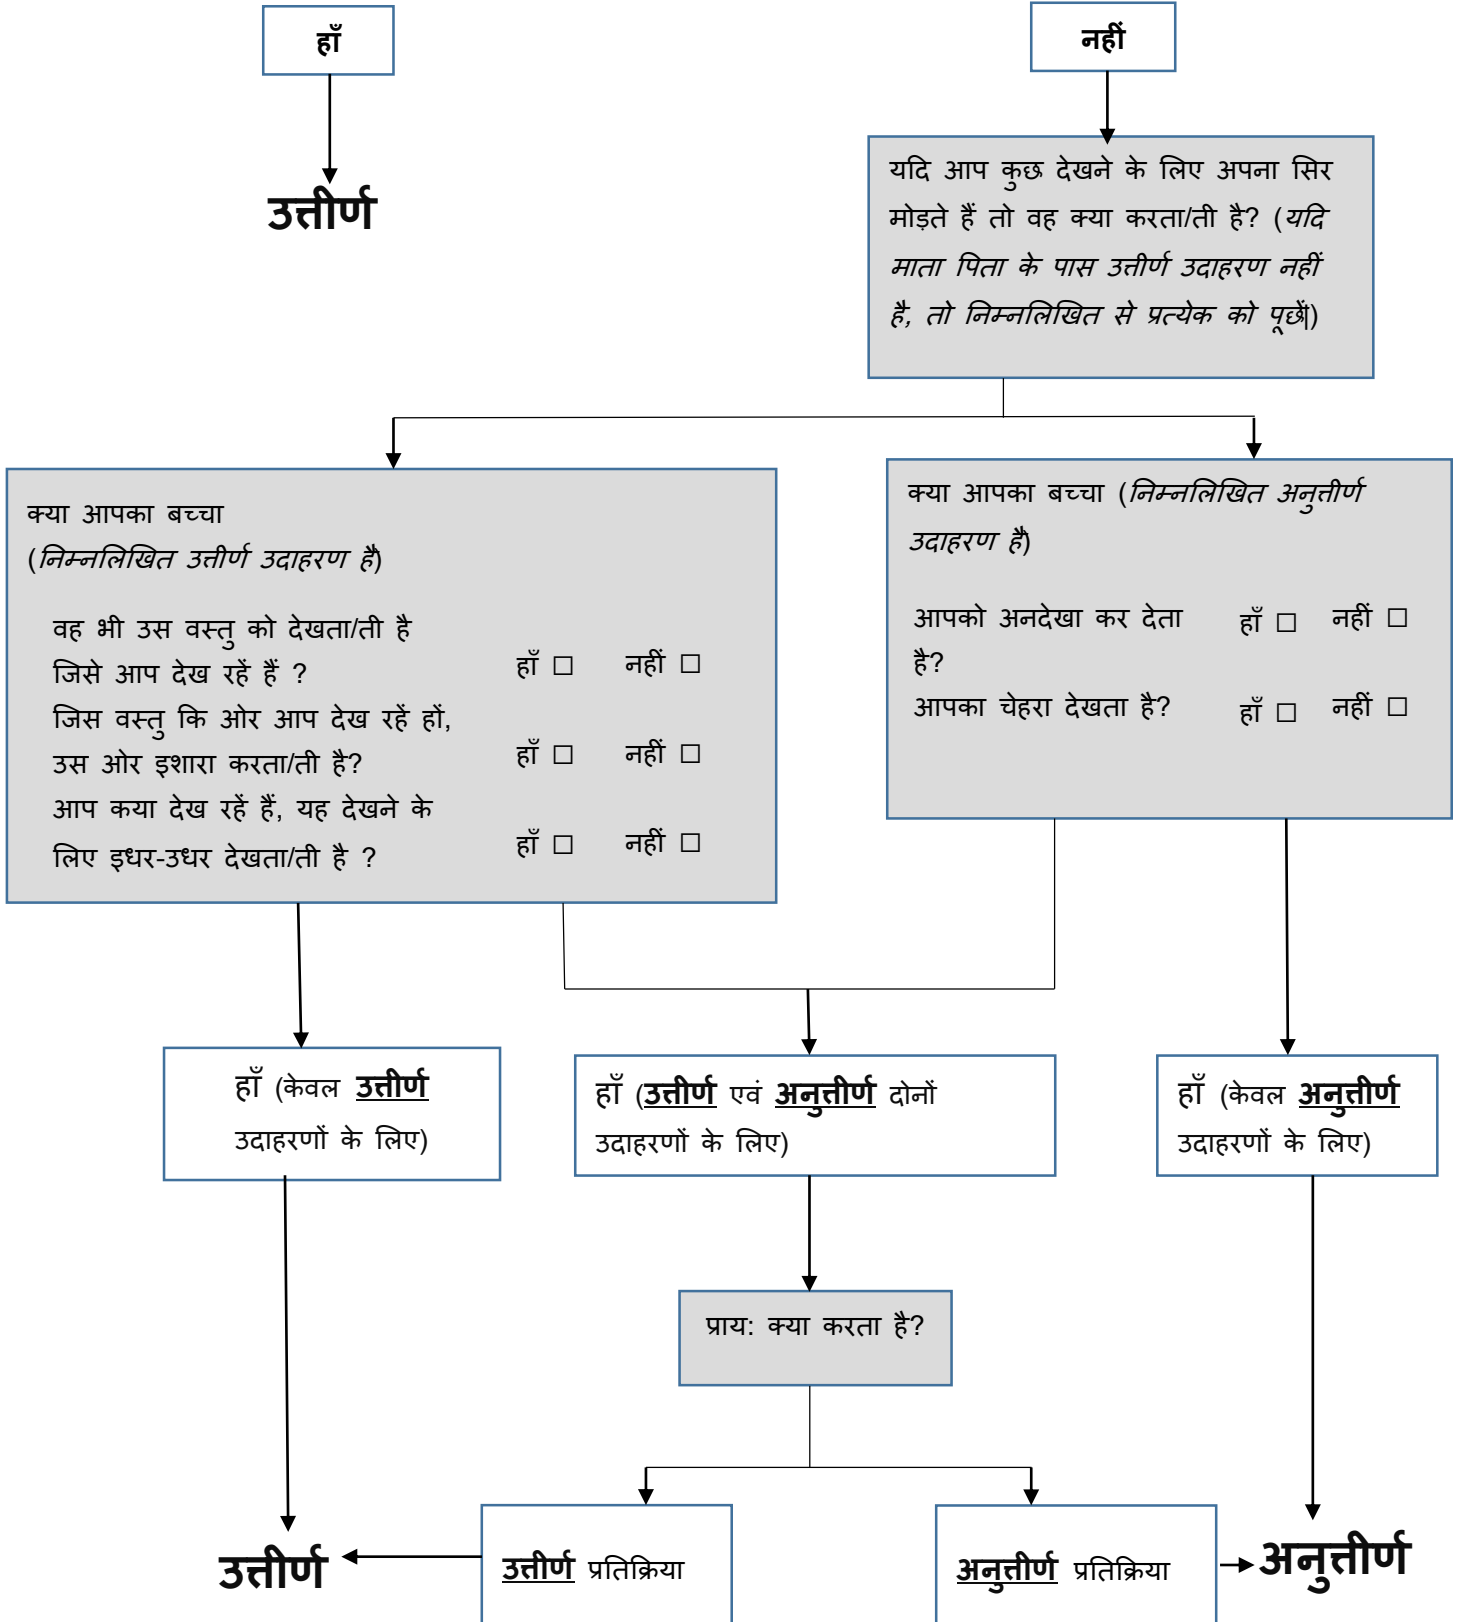 हाँ
नहीं
उत्तीर्ण
यदि आप कुछ देखने के लिए अपना सिर
मोड़ते हैं तो वह क्या करता/ती है? (यदि
माता पिता के पास उत्तीर्ण उदाहरण नहीं
है, तो निम्नलिखित से प्रत्येक को पूछें|)
क्या आपका बच्चा
(निम्नलिखित उत्तीर्ण उदाहरण है)
वह भी उस वस्तु को देखता/ती है
जिसे आप देख रहें हैं ?
हाँ □ नहीं □
जिस वस्तु कि ओर आप देख रहें हों,
उस ओर इशारा करता/ती है?
हाँ □ नहीं □
आप कया देख रहें हैं, यह देखने के
लिए इधर-उधर देखता/ती है ?
हाँ □ नहीं □
क्या आपका बच्चा (निम्नलिखित अनुत्तीर्ण
उदाहरण है)
आपको अनदेखा कर देता हाँ □ नहीं □
है?
आपका चेहरा देखता है? हाँ □ नहीं □
हाँ (केवल उत्तीर्ण
उदाहरणों के लिए)
हाँ (उत्तीर्ण एवं अनुत्तीर्ण दोनों
उदाहरणों के लिए)
हाँ (केवल अनुत्तीर्ण
उदाहरणों के लिए)
प्राय: क्या करता है?
उत्तीर्ण
उत्तीर्ण प्रतिक्रिया
अनुत्तीर्ण प्रतिक्रिया
अनुत्तीर्ण